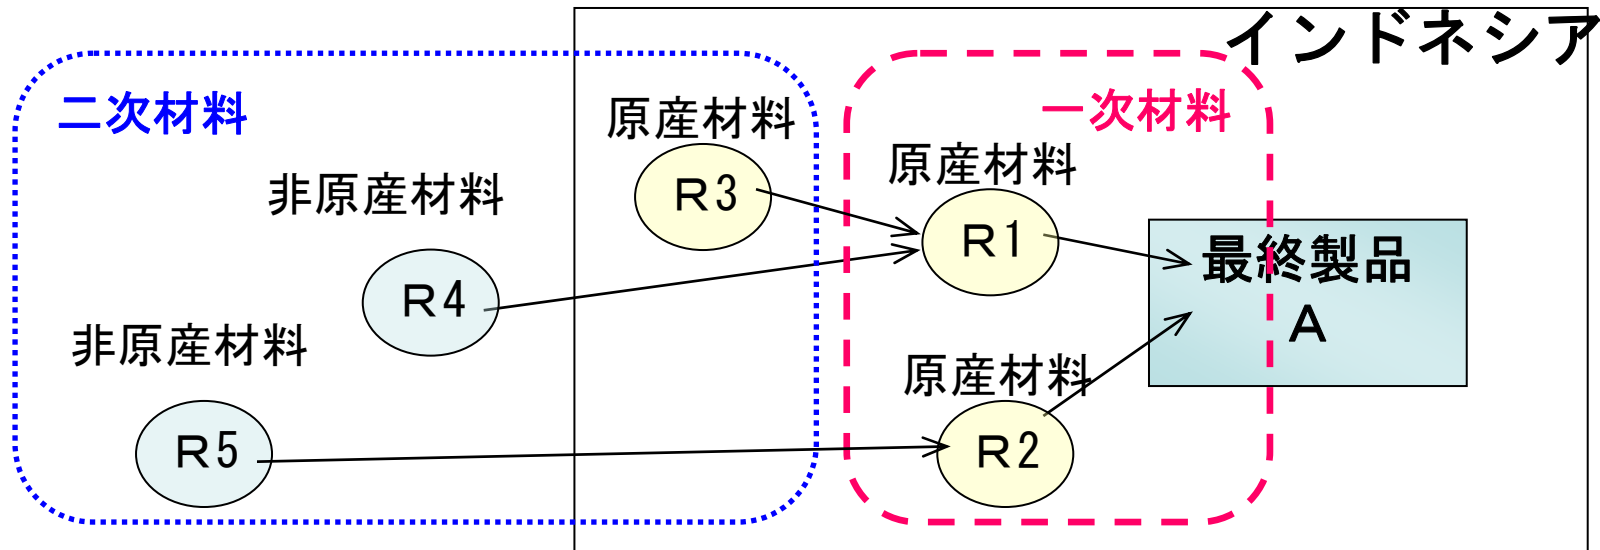 インドネシア
二次材料
一次材料
原産材料
R3
原産材料
R1
非原産材料
R4
最終製品
A
非原産材料
R5
原産材料
R2